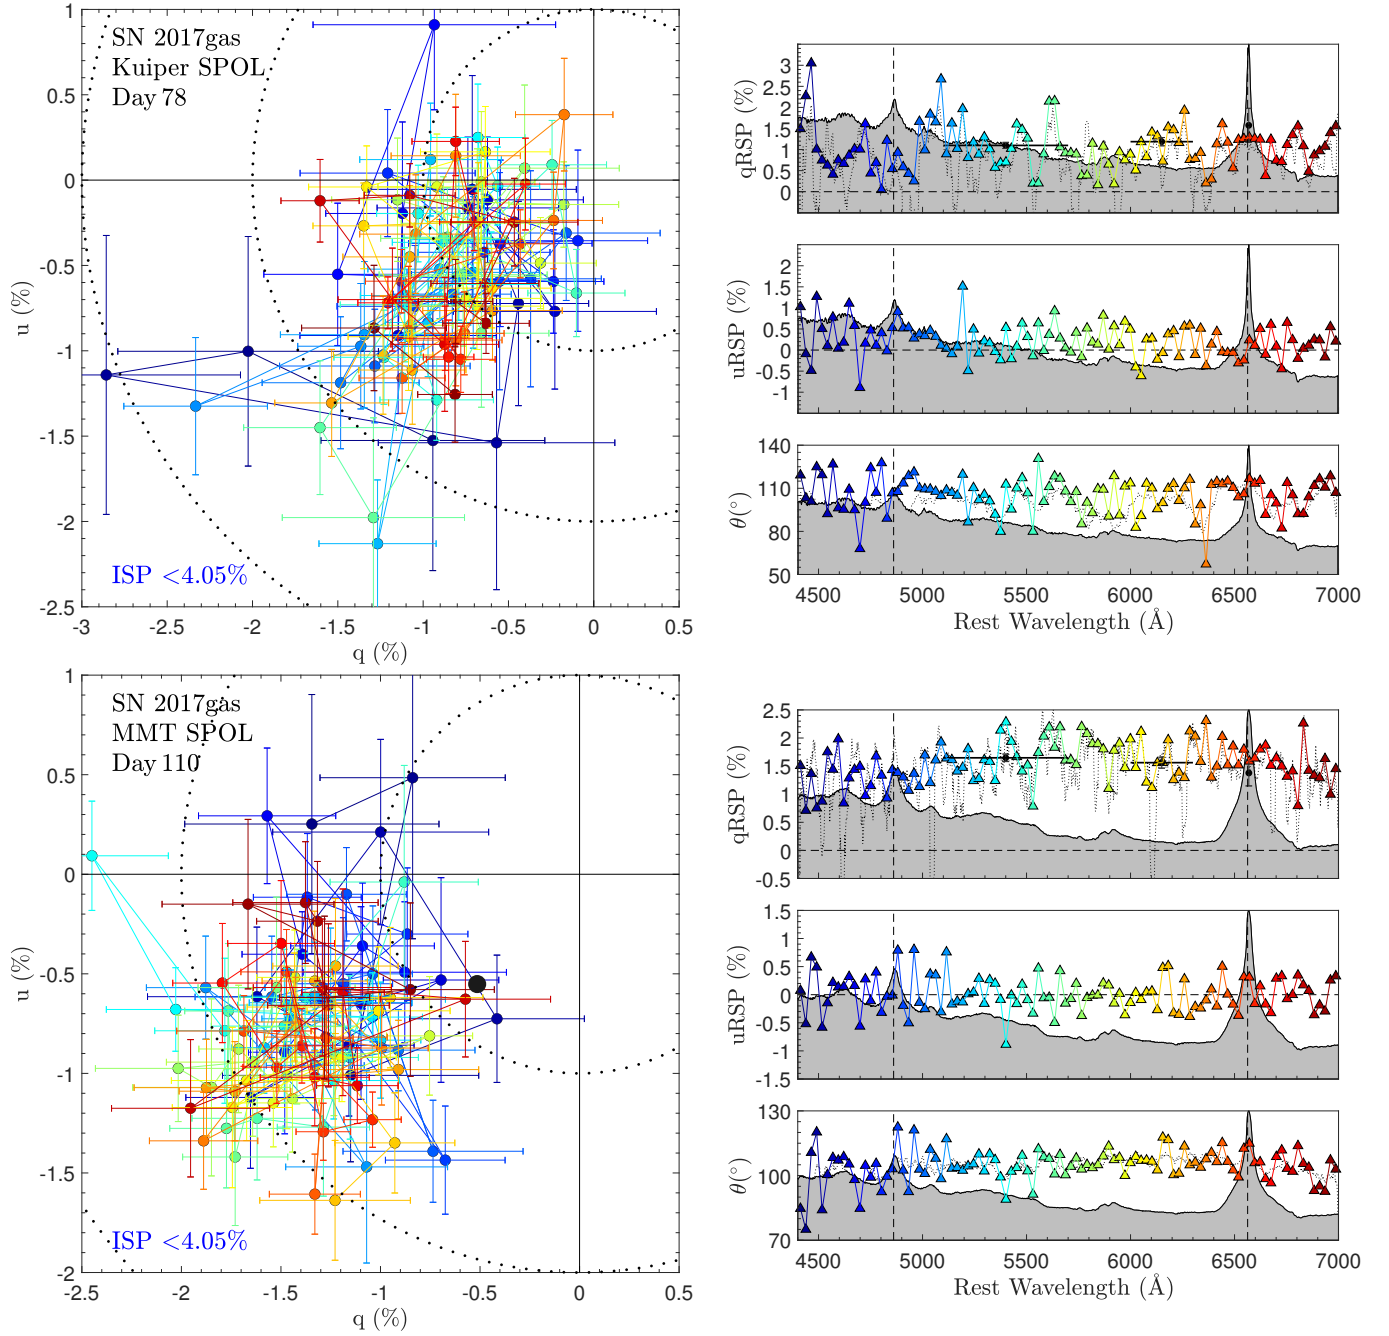 SN 2017gas
Kuiper SPOL
Day 78
ISP <4.05%
u (%)
1
0.5
0
-0.5
-1
-1.5
-2
-2.5
-3 -2.5 -2 -1.5 -1 -0.5 0 0.5
q (%)
qRSP (%)
3
2.5
2
1.5
1
0.5
0
uRSP (%)
2
1.5
1
0.5
0
-0.5
-1
θ(°)
140
110
80
50
4500 5000 5500 6000 6500 7000
Rest Wavelength (Å)
SN 2017gas
MMT SPOL
Day 110
ISP <4.05%
u (%)
1
0.5
0
-0.5
-1
-1.5
-2
-2.5 -2 -1.5 -1 -0.5 0 0.5
q (%)
qRSP (%)
2.5
2
1.5
1
0.5
0
-0.5
uRSP (%)
1.5
1
0.5
0
-0.5
-1
-1.5
θ(°)
130
100
70
4500 5000 5500 6000 6500 7000
Rest Wavelength (Å)